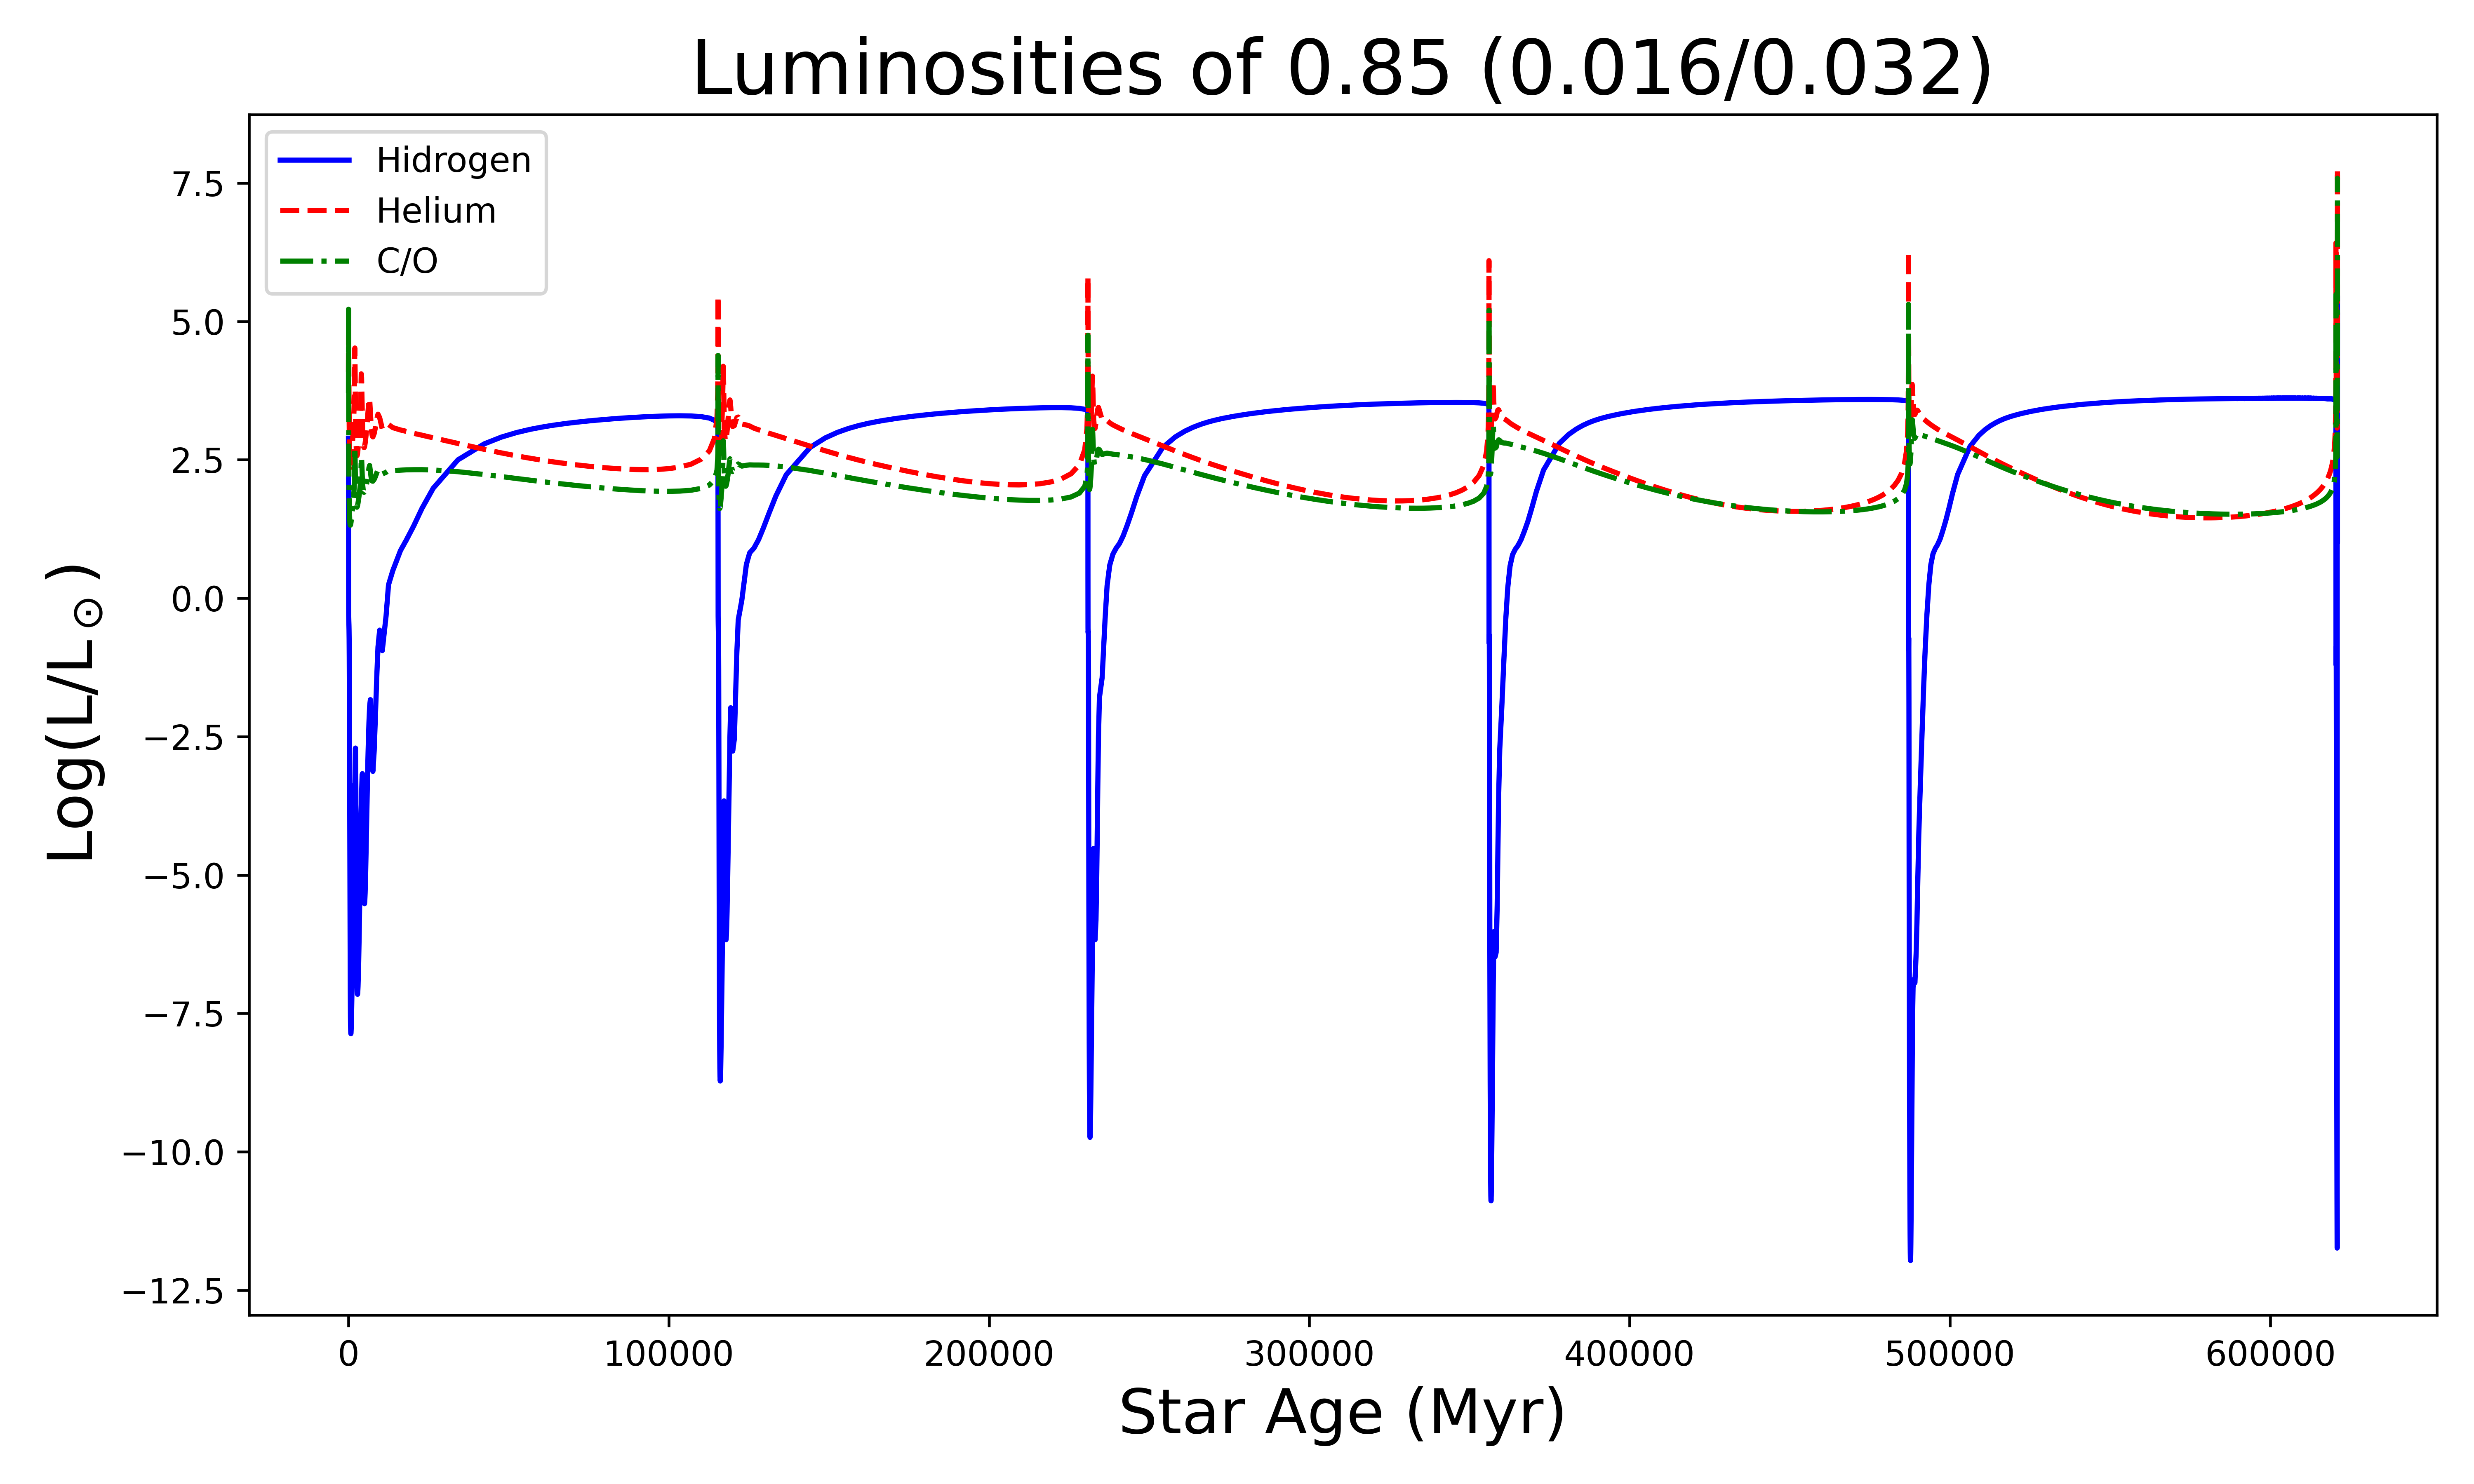 Luminosities of 0.85 (0.016/0.032)
Hidrogen
Helium
C/O
Log(L/L⊙)
7.5
5.0
2.5
0.0
−2.5
−5.0
−7.5
−10.0
−12.5
0
100000
200000
300000
400000
500000
600000
Star Age (Myr)